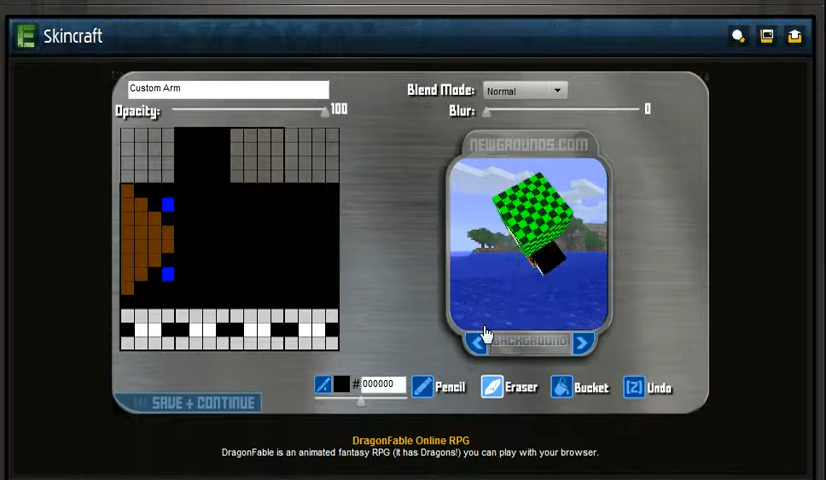 Skincraft
Custom Arm
Blend Mode: Normal
Opacity: 100
Blur: 0
NEWGROUNDS.COM
BACKGROUND
# 000000
Pencil
Eraser
Bucket
[2] Undo
SAVE + CONTINUE
DragonFable Online RPG
DragonFable is an animated fantasy RPG (It has Dragons!) you can play with your browser.